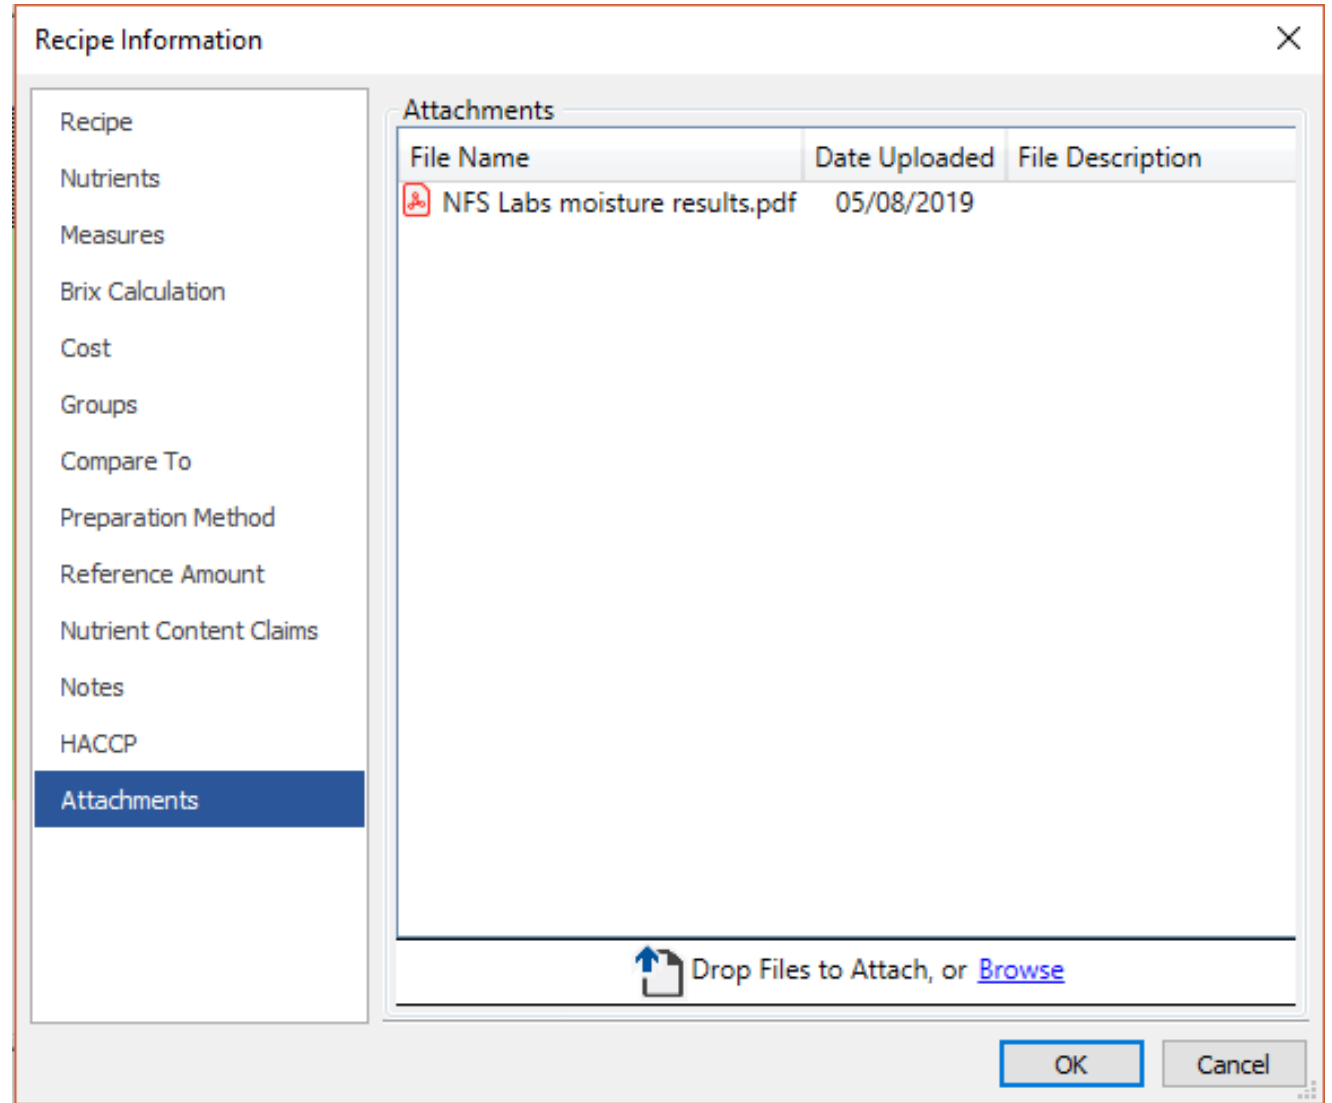 Recipe Information
Recipe
Nutrients
Measures
Brix Calculation
Cost
Groups
Compare To
Preparation Method
Reference Amount
Nutrient Content Claims
Notes
HACCP
Attachments
Attachments
File Name Date Uploaded File Description
NFS Labs moisture results.pdf 05/08/2019
Drop Files to Attach, or Browse
OK Cancel